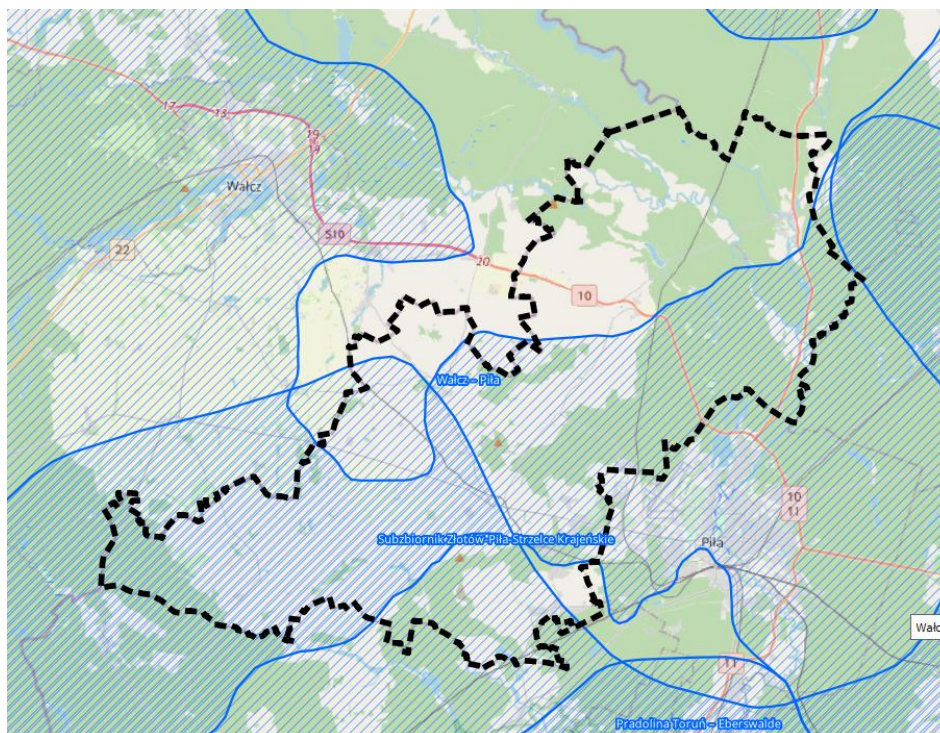 17
13
19
19
Wałcz
22
S10
20
10
Wałcz – Piła
10
11
Subzbiornik Złotów-Piła-Strzelce Krajeńskie
Piła
Wałc
11
Pradolina Toruń – Eberswalde